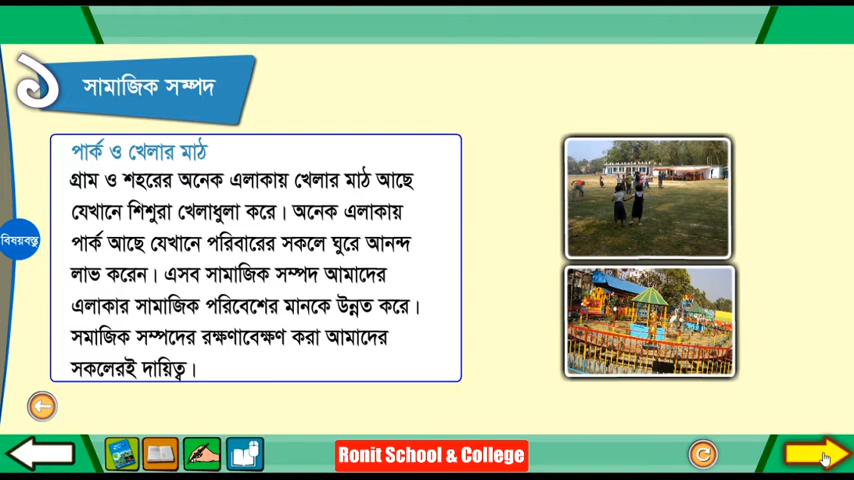 ১
সামাজিক সম্পদ
পার্ক ও খেলার মাঠ
গ্রাম ও শহরের অনেক এলাকায় খেলার মাঠ আছে
যেখানে শিশুরা খেলাধুলা করে। অনেক এলাকায়
পার্ক আছে যেখানে পরিবারের সকলে ঘুরে আনন্দ
লাভ করেন। এসব সামাজিক সম্পদ আমাদের
এলাকার সামাজিক পরিবেশের মানকে উন্নত করে।
সমাজিক সম্পদের রক্ষণাবেক্ষণ করা আমাদের
সকলেরই দায়িত্ব।
বিষয়বস্তু
Ronit School & College